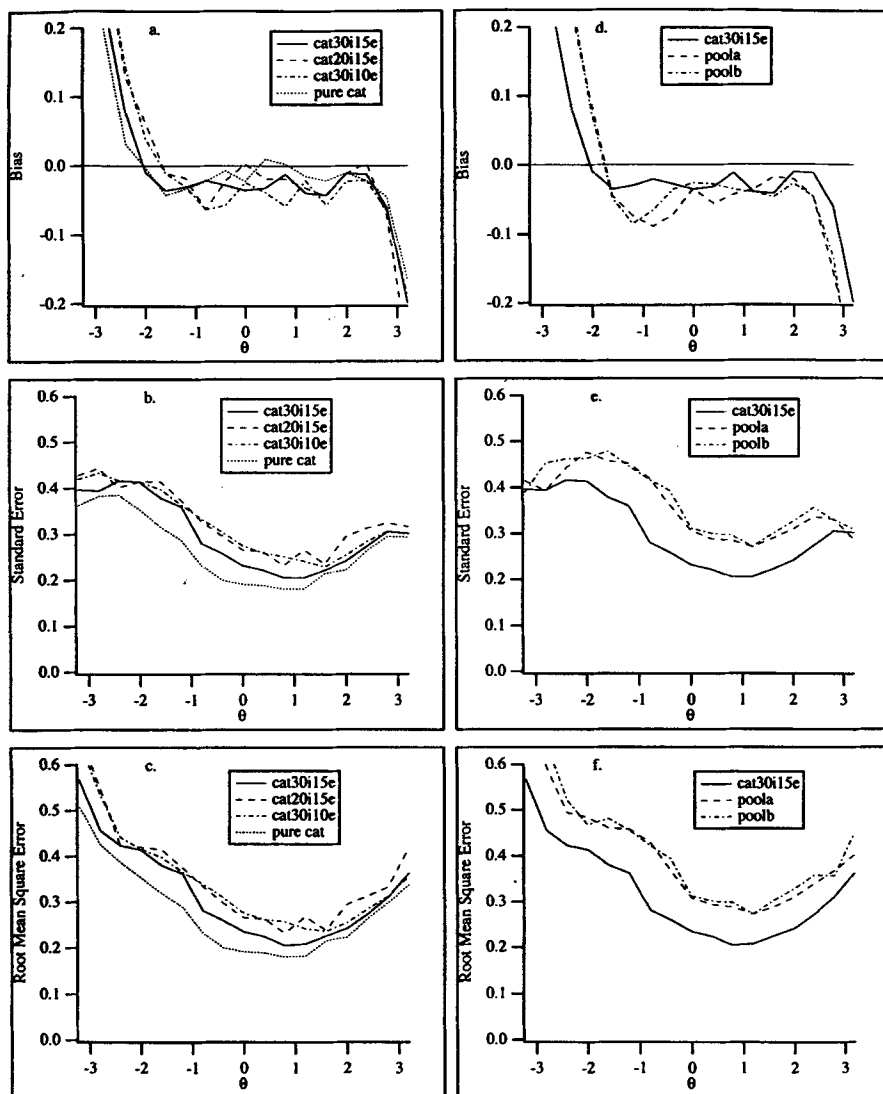 a.
cat30i15e
cat20i15e
cat30i10e
pure cat
0.2
0.1
0.0
-0.1
-0.2
Bias
-3 -2 -1 0 1 2 3
θ
d.
cat30i15e
poola
poolb
0.2
0.1
0.0
-0.1
-0.2
Bias
-3 -2 -1 0 1 2 3
θ
b.
cat30i15e
cat20i15e
cat30i10e
pure cat
0.6
0.5
0.4
0.3
0.2
0.1
0.0
Standard Error
-3 -2 -1 0 1 2 3
θ
e.
cat30i15e
poola
poolb
0.6
0.5
0.4
0.3
0.2
0.1
0.0
Standard Error
-3 -2 -1 0 1 2 3
θ
c.
cat30i15e
cat20i15e
cat30i10e
pure cat
0.6
0.5
0.4
0.3
0.2
0.1
0.0
Root Mean Square Error
-3 -2 -1 0 1 2 3
θ
f.
cat30i15e
poola
poolb
0.6
0.5
0.4
0.3
0.2
0.1
0.0
Root Mean Square Error
-3 -2 -1 0 1 2 3
θ